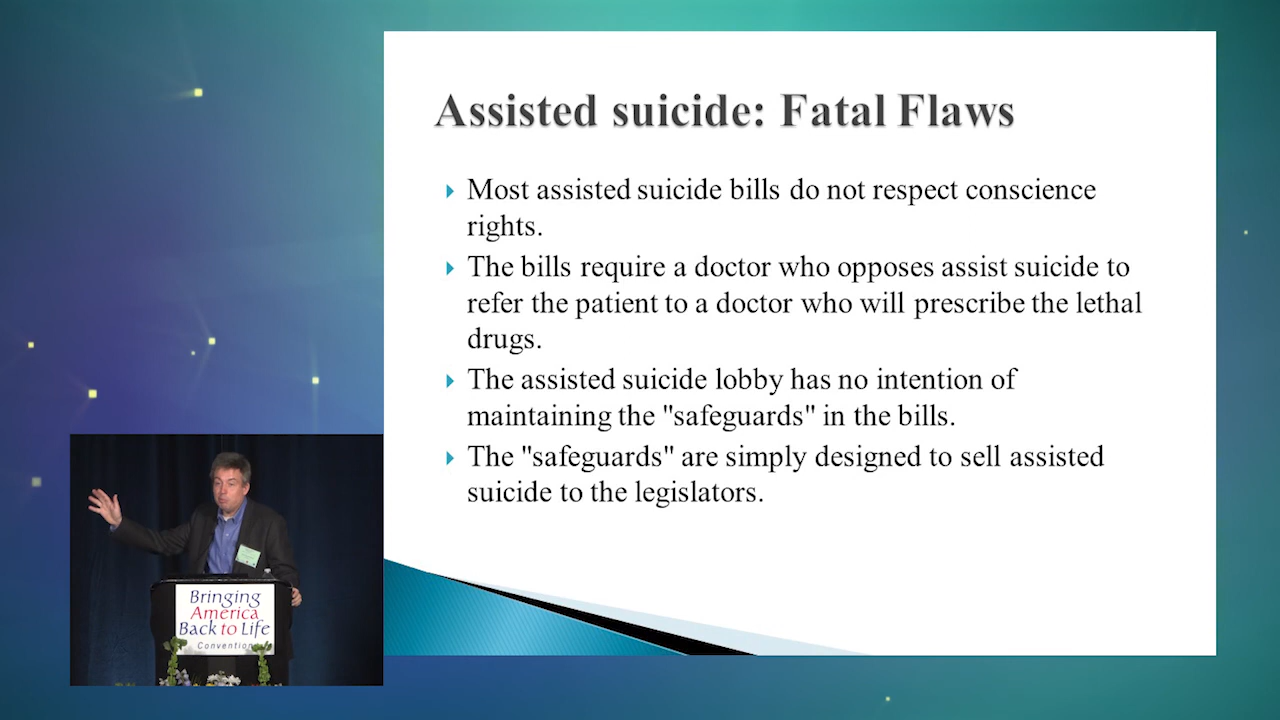 Assisted suicide: Fatal Flaws
Most assisted suicide bills do not respect conscience
rights.
The bills require a doctor who opposes assist suicide to
refer the patient to a doctor who will prescribe the lethal
drugs.
The assisted suicide lobby has no intention of
maintaining the "safeguards" in the bills.
The "safeguards" are simply designed to sell assisted
suicide to the legislators.
Bringing
America
Back to Life
Convention